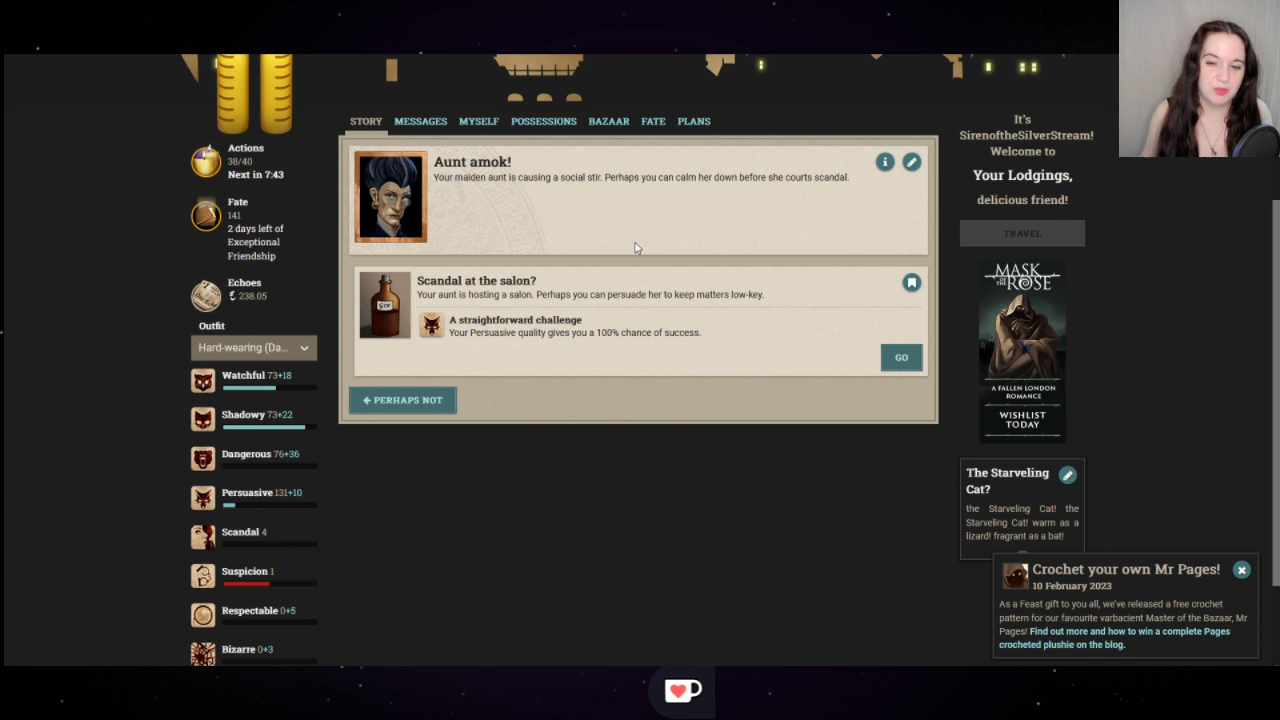 Actions
38/40
Next in 7:43
Fate
141
2 days left of
Exceptional
Friendship
Echoes
238.05
Outfit
Hard-wearing (Da...
Watchful 73+18
Shadowy 73+22
Dangerous 76+36
Persuasive 131+10
Scandal 4
Suspicion 1
Respectable 0+5
Bizarre 0+3
STORY MESSAGES MYSELF POSSESSIONS BAZAAR FATE PLANS
Aunt amok!
Your maiden aunt is causing a social stir. Perhaps you can calm her down before she courts scandal.
Scandal at the salon?
Your aunt is hosting a salon. Perhaps you can persuade her to keep matters low-key.
A straightforward challenge
Your Persuasive quality gives you a 100% chance of success.
GIN
GO
PERHAPS NOT
It's
SirenoftheSilverStream!
Welcome to
Your Lodgings,
delicious friend!
TRAVEL
MASK
OF THE
ROSE
A FALLEN LONDON
ROMANCE
WISHLIST
TODAY
The Starveling
Cat?
the Starveling Cat! the
Starveling Cat! warm as a
lizard! fragrant as a bat!
Crochet your own Mr Pages!
10 February 2023
As a Feast gift to you all, we've released a free crochet
pattern for our favourite varbacient Master of the Bazaar, Mr
Pages! Find out more and how to win a complete Pages
crocheted plushie on the blog.